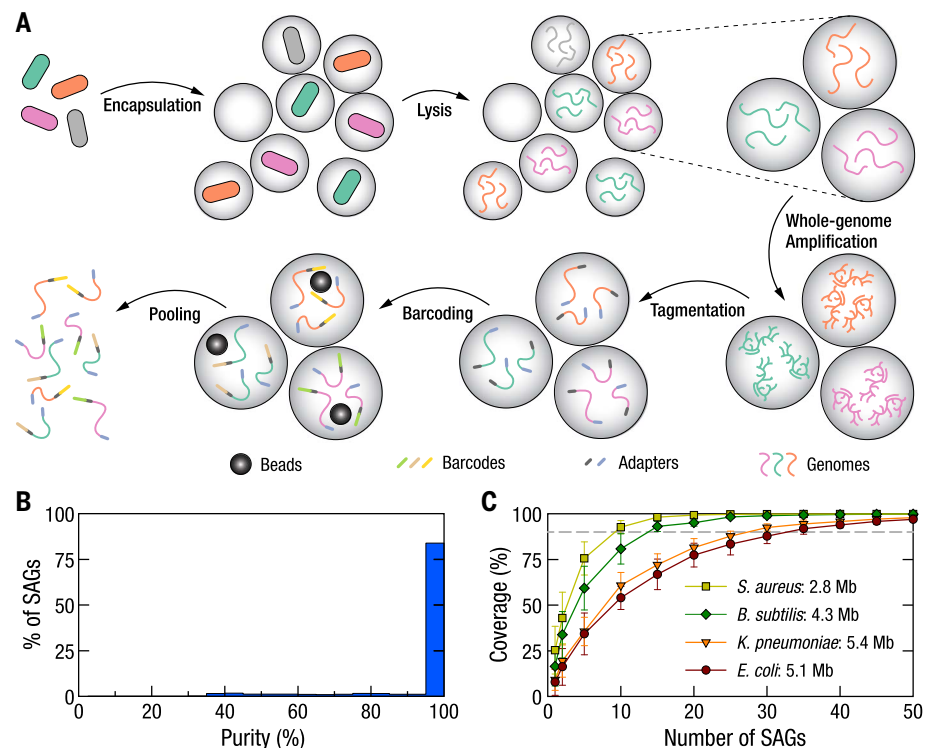 A
Encapsulation
Lysis
Whole-genome
Amplification
Pooling
Barcoding
Tagmentation
Beads
Barcodes
Adapters
Genomes
B
100
75
50
25
0
% of SAGs
0
20
40
60
80
100
Purity (%)
C
100
75
50
25
0
Coverage (%)
S. aureus: 2.8 Mb
B. subtilis: 4.3 Mb
K. pneumoniae: 5.4 Mb
E. coli: 5.1 Mb
0
10
20
30
40
50
Number of SAGs